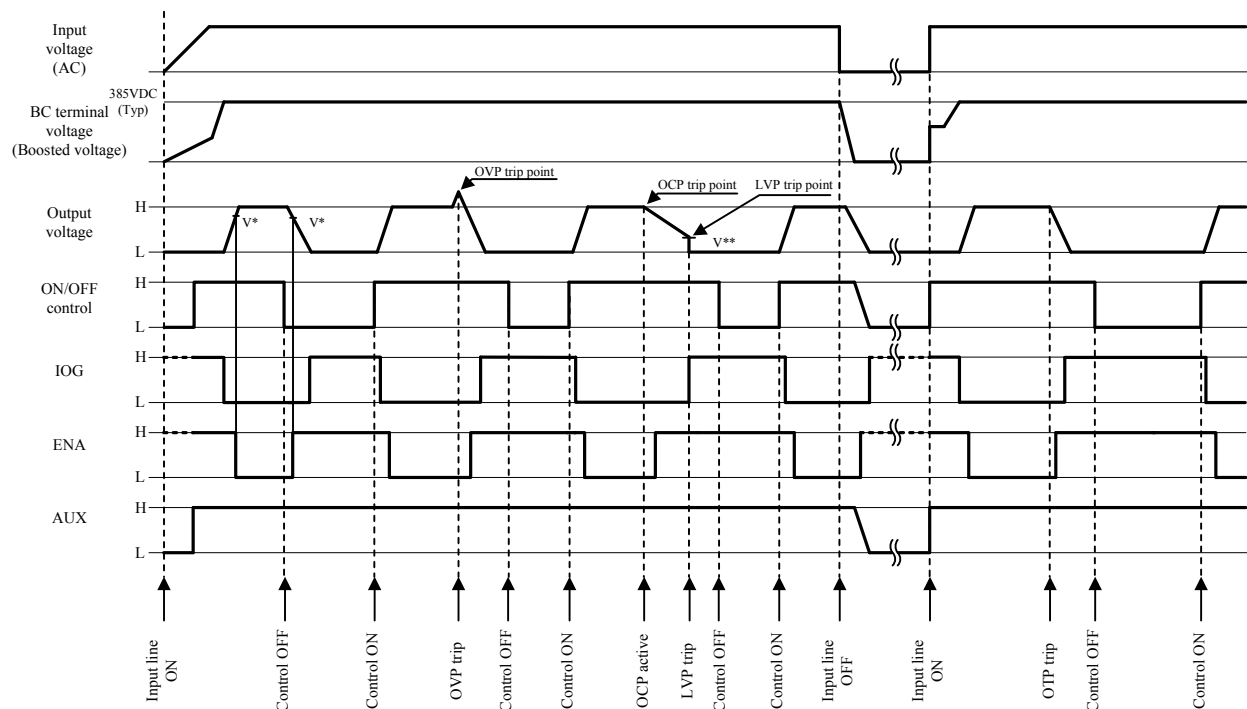 Input
voltage
(AC)
385VDC
(Typ)
BC terminal
voltage
(Boosted voltage)
OVP trip point
OCP trip point
LVP trip point
Output
voltage
H
L
V*
V*
V**
ON/OFF
control
H
L
IOG
H
L
ENA
H
L
AUX
H
L
Input line
ON
Control OFF
Control ON
OVP trip
Control OFF
Control ON
OCP active
LVP trip
Control OFF
Control ON
Input line
OFF
Input line
ON
OTP trip
Control OFF
Control ON